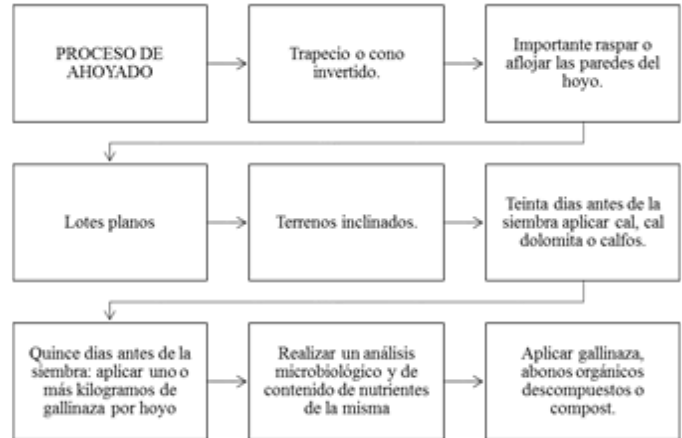 PROCESO DE
AHOYADO
Trapecio o cono
invertido.
Importante raspar o
aflojar las paredes del
hoyo.
Lotes planos
Terrenos inclinados.
Teinta dias antes de la
siembra aplicar cal, cal
dolomita o calfos.
Quince dias antes de la
siembra: aplicar uno o
más kilogramos de
gallinaza por hoyo
Realizar un análisis
microbiológico y de
contenido de nutrientes
de la misma
Aplicar gallinaza,
abonos orgánicos
descompuestos o
compost.